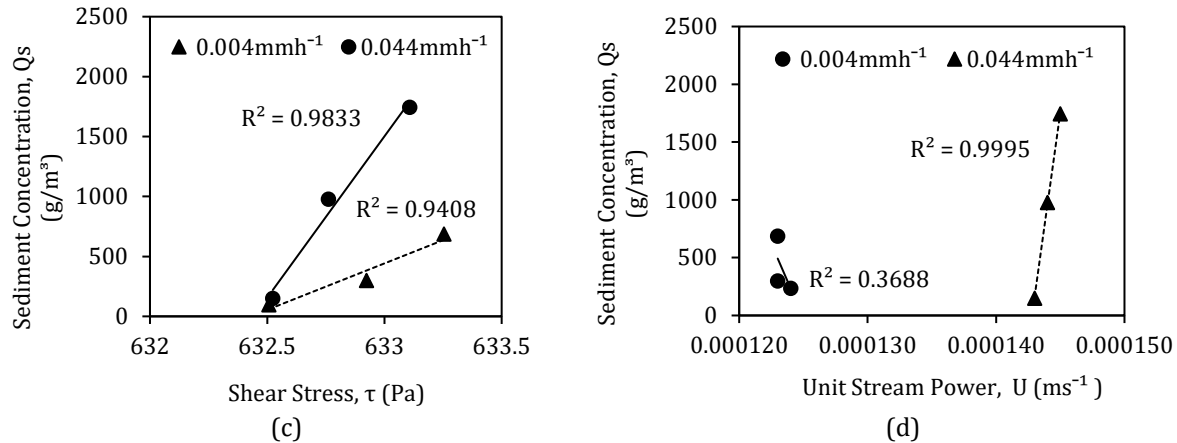 Sediment Concentration, Qs
(g/m³)
2500
2000
1500
1000
500
0
▲ 0.004mmh⁻¹ ● 0.044mmh⁻¹
R² = 0.9833
R² = 0.9408
632 632.5 633 633.5
Shear Stress, τ (Pa)
(c)
Sediment Concentration, Qs
(g/m³)
2500
2000
1500
1000
500
0
● 0.004mmh⁻¹ ▲ 0.044mmh⁻¹
R² = 0.9995
R² = 0.3688
0.000120 0.000130 0.000140 0.000150
Unit Stream Power, U (ms⁻¹ )
(d)